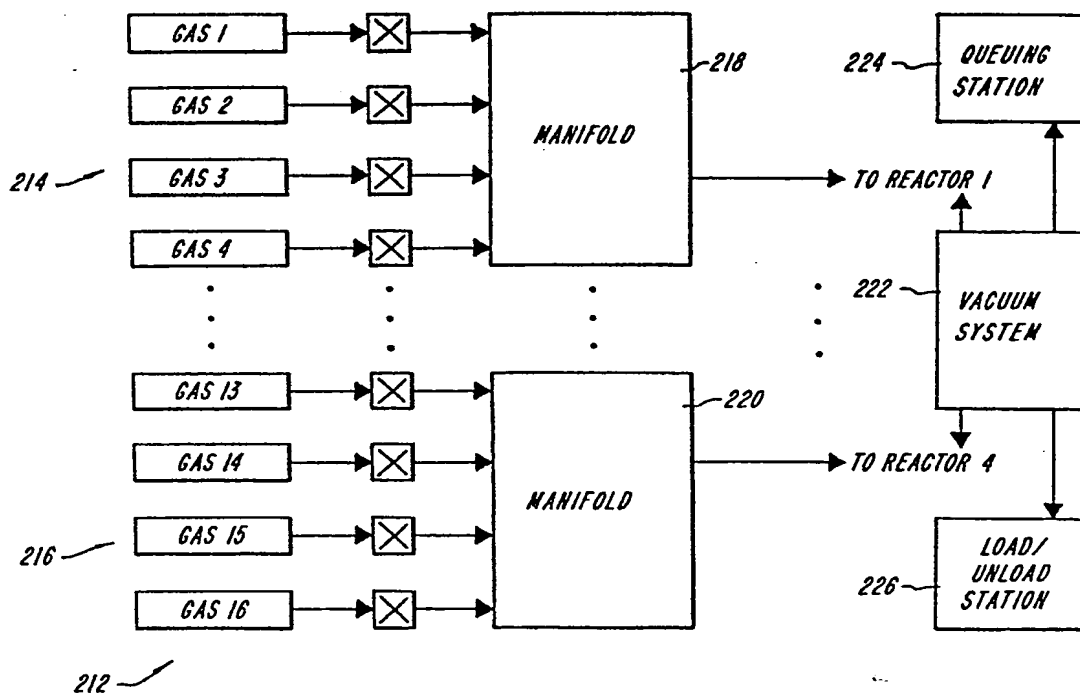 GAS 1
GAS 2
GAS 3
GAS 4
214
MANIFOLD
218
TO REACTOR 1
224
QUEUING
STATION
222
VACUUM
SYSTEM
GAS 13
GAS 14
GAS 15
GAS 16
216
212
MANIFOLD
220
TO REACTOR 4
226
LOAD/
UNLOAD
STATION